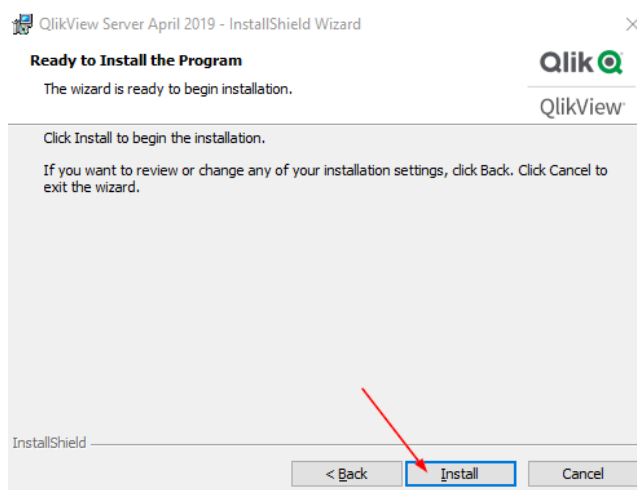 QlikView Server April 2019 - InstallShield Wizard
Ready to Install the Program
The wizard is ready to begin installation.
Qlik
QlikView
Click Install to begin the installation.
If you want to review or change any of your installation settings, click Back. Click Cancel to
exit the wizard.
InstallShield
< Back Install Cancel